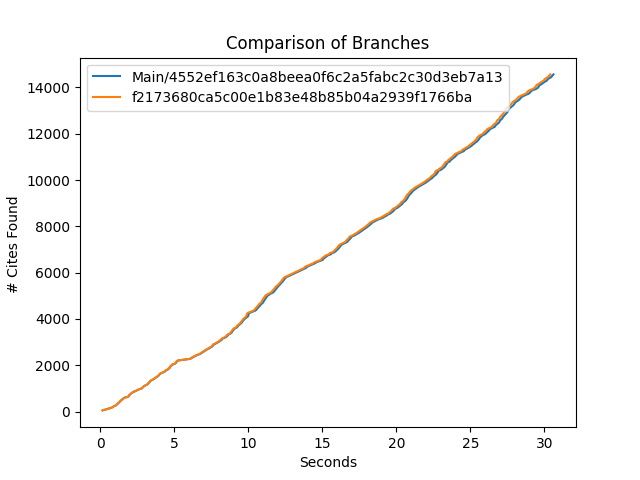 Comparison of Branches
Main/4552ef163c0a8beea0f6c2a5fabc2c30d3eb7a13
f2173680ca5c00e1b83e48b85b04a2939f1766ba
14000
12000
10000
8000
6000
4000
2000
0
# Cites Found
0 5 10 15 20 25 30
Seconds